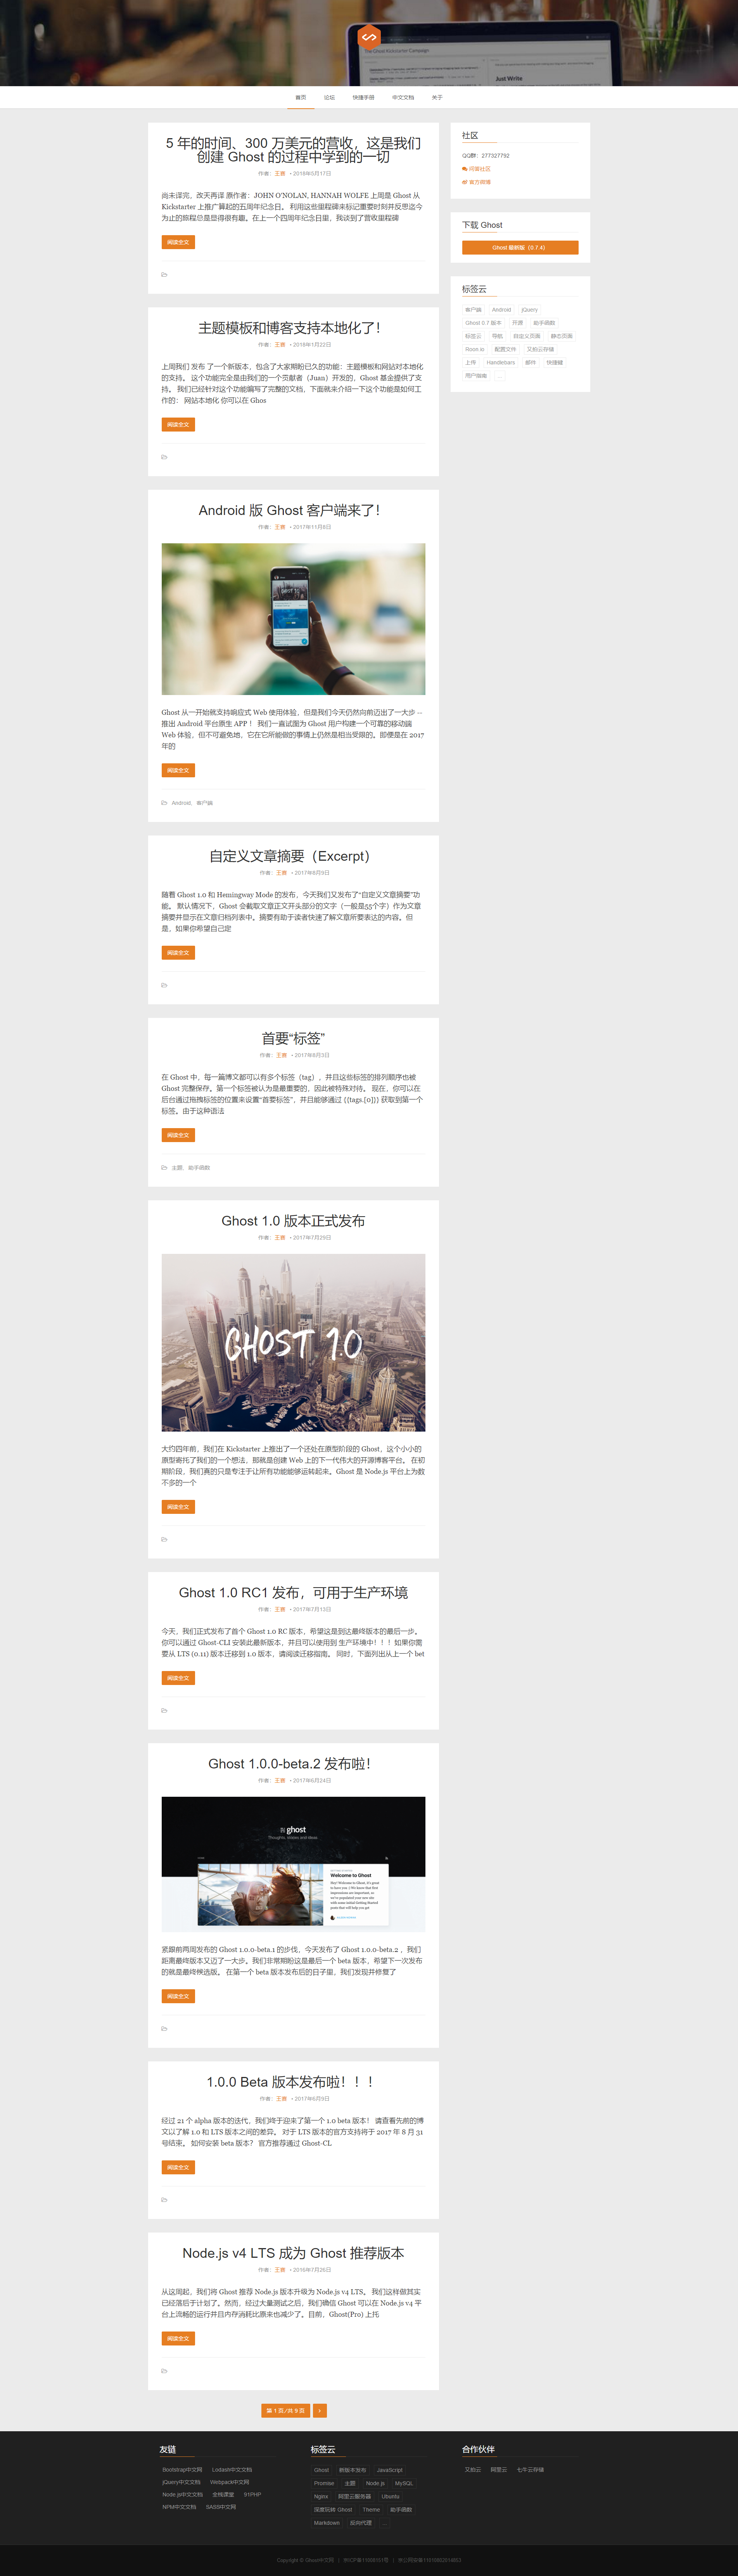 Just Write
首页 论坛 快捷手册 中文文档 关于
5 年的时间、300 万美元的营收，这是我们
创建 Ghost 的过程中学到的一切
作者：王赛 • 2018年5月17日
尚未译完，改天再译 原作者：JOHN O'NOLAN, HANNAH WOLFE 上周是 Ghost 从
Kickstarter 上推广算起的五周年纪念日。 利用这些里程碑来标记重要时刻并反思迄今
为止的旅程总是显得很有趣。在上一个四周年纪念日里，我谈到了营收里程碑
阅读全文
主题模板和博客支持本地化了！
作者：王赛 • 2018年1月22日
上周我们 发布 了一个新版本，包含了大家期盼已久的功能：主题模板和网站对本地化
的支持。 这个功能完全是由我们的一个贡献者（Juan）开发的，Ghost 基金提供了支
持。 我们已经针对这个功能编写了完整的文档，下面就来介绍一下这个功能是如何工
作的： 网站本地化 你可以在 Ghos
阅读全文
Android 版 Ghost 客户端来了！
作者：王赛 • 2017年11月8日
Ghost 从一开始就支持响应式 Web 使用体验，但是我们今天仍然向前迈出了一大步 —
推出 Android 平台原生 APP ！ 我们一直试图为 Ghost 用户构建一个可靠的移动端
Web 体验，但不可避免地，它在它所能做的事情上仍然是相当受限的。即便是在 2017
年的
阅读全文
Android, 客户端
自定义文章摘要（Excerpt）
作者：王赛 • 2017年8月9日
随着 Ghost 1.0 和 Hemingway Mode 的发布，今天我们又发布了“自定义文章摘要”功
能。 默认情况下，Ghost 会截取文章正文开头部分的文字（一般是55个字）作为文章
摘要并显示在文章归档列表中。摘要有助于读者快速了解文章所要表达的内容。但
是，如果你希望自己定
阅读全文
首要“标签”
作者：王赛 • 2017年8月3日
在 Ghost 中，每一篇博文都可以有多个标签（tag），并且这些标签的排列顺序也被
Ghost 完整保存。第一个标签被认为是最重要的，因此被特殊对待。 现在，你可以在
后台通过拖拽标签的位置来设置“首要标签”，并且能够通过 {{tags.[0]}} 获取到第一个
标签。由于这种语法
阅读全文
主题, 助手函数
Ghost 1.0 版本正式发布
作者：王赛 • 2017年7月29日
GHOST 1.0
大约四年前，我们在 Kickstarter 上推出了一个还处在原型阶段的 Ghost，这个小小的
原型寄托了我们的一个想法，那就是创建 Web 上的下一代伟大的开源博客平台。 在初
期阶段，我们真的只是专注于让所有功能能够运转起来。Ghost 是 Node.js 平台上为数
不多的一个
阅读全文
Ghost 1.0 RC1 发布，可用于生产环境
作者：王赛 • 2017年7月13日
今天，我们正式发布了首个 Ghost 1.0 RC 版本，希望这是到达最终版本的最后一步。
你可以通过 Ghost-CLI 安装此最新版本，并且可以使用到 生产环境中！！！如果你需
要从 LTS (0.11) 版本迁移到 1.0 版本，请阅读迁移指南。 同时，下面列出从上一个 bet
阅读全文
Ghost 1.0.0-beta.2 发布啦！
作者：王赛 • 2017年6月24日
ghost
Thoughts, stories and ideas.
Welcome to Ghost
紧跟前两周发布的 Ghost 1.0.0-beta.1 的步伐，今天发布了 Ghost 1.0.0-beta.2 ，我们
距离最终版本又迈了一大步。我们非常期盼这是最后一个 beta 版本，希望下一次发布
的就是最终候选版。 在第一个 beta 版本发布后的日子里，我们发现并修复了
阅读全文
1.0.0 Beta 版本发布啦！！！
作者：王赛 • 2017年6月9日
经过 21 个 alpha 版本的迭代，我们终于迎来了第一个 1.0 beta 版本！ 请查看先前的博
文以了解 1.0 和 LTS 版本之间的差异。 对于 LTS 版本的官方支持将于 2017 年 8 月 31
号结束。 如何安装 beta 版本？ 官方推荐通过 Ghost-CL
阅读全文
Node.js v4 LTS 成为 Ghost 推荐版本
作者：王赛 • 2016年7月26日
从这周起，我们将 Ghost 推荐 Node.js 版本升级为 Node.js v4 LTS。 我们这样做其实
已经落后于计划了。然而，经过大量测试之后，我们确信 Ghost 可以在 Node.js v4 平
台上流畅的运行并且内存消耗比原来也减少了。目前，Ghost(Pro) 上托
阅读全文
第 1 页/共 9 页 ›
社区
QQ群：277327792
问答社区
官方微博
下载 Ghost
Ghost 最新版（0.7.4）
标签云
客户端 Android jQuery
Ghost 0.7 版本 开源 助手函数
标签云 导航 自定义页面 静态页面
Roon.io 配置文件 又拍云存储
上传 Handlebars 邮件 快捷键
用户指南 ...
友链
Bootstrap中文网 Lodash中文文档
jQuery中文文档 Webpack中文网
Node.js中文文档 全栈课堂 91PHP
NPM中文文档 SASS中文网
标签云
Ghost 新版本发布 JavaScript
Promise 主题 Node.js MySQL
Nginx 阿里云服务器 Ubuntu
深度玩转 Ghost Theme 助手函数
Markdown 反向代理 ...
合作伙伴
又拍云 阿里云 七牛云存储
Copyright © Ghost中文网